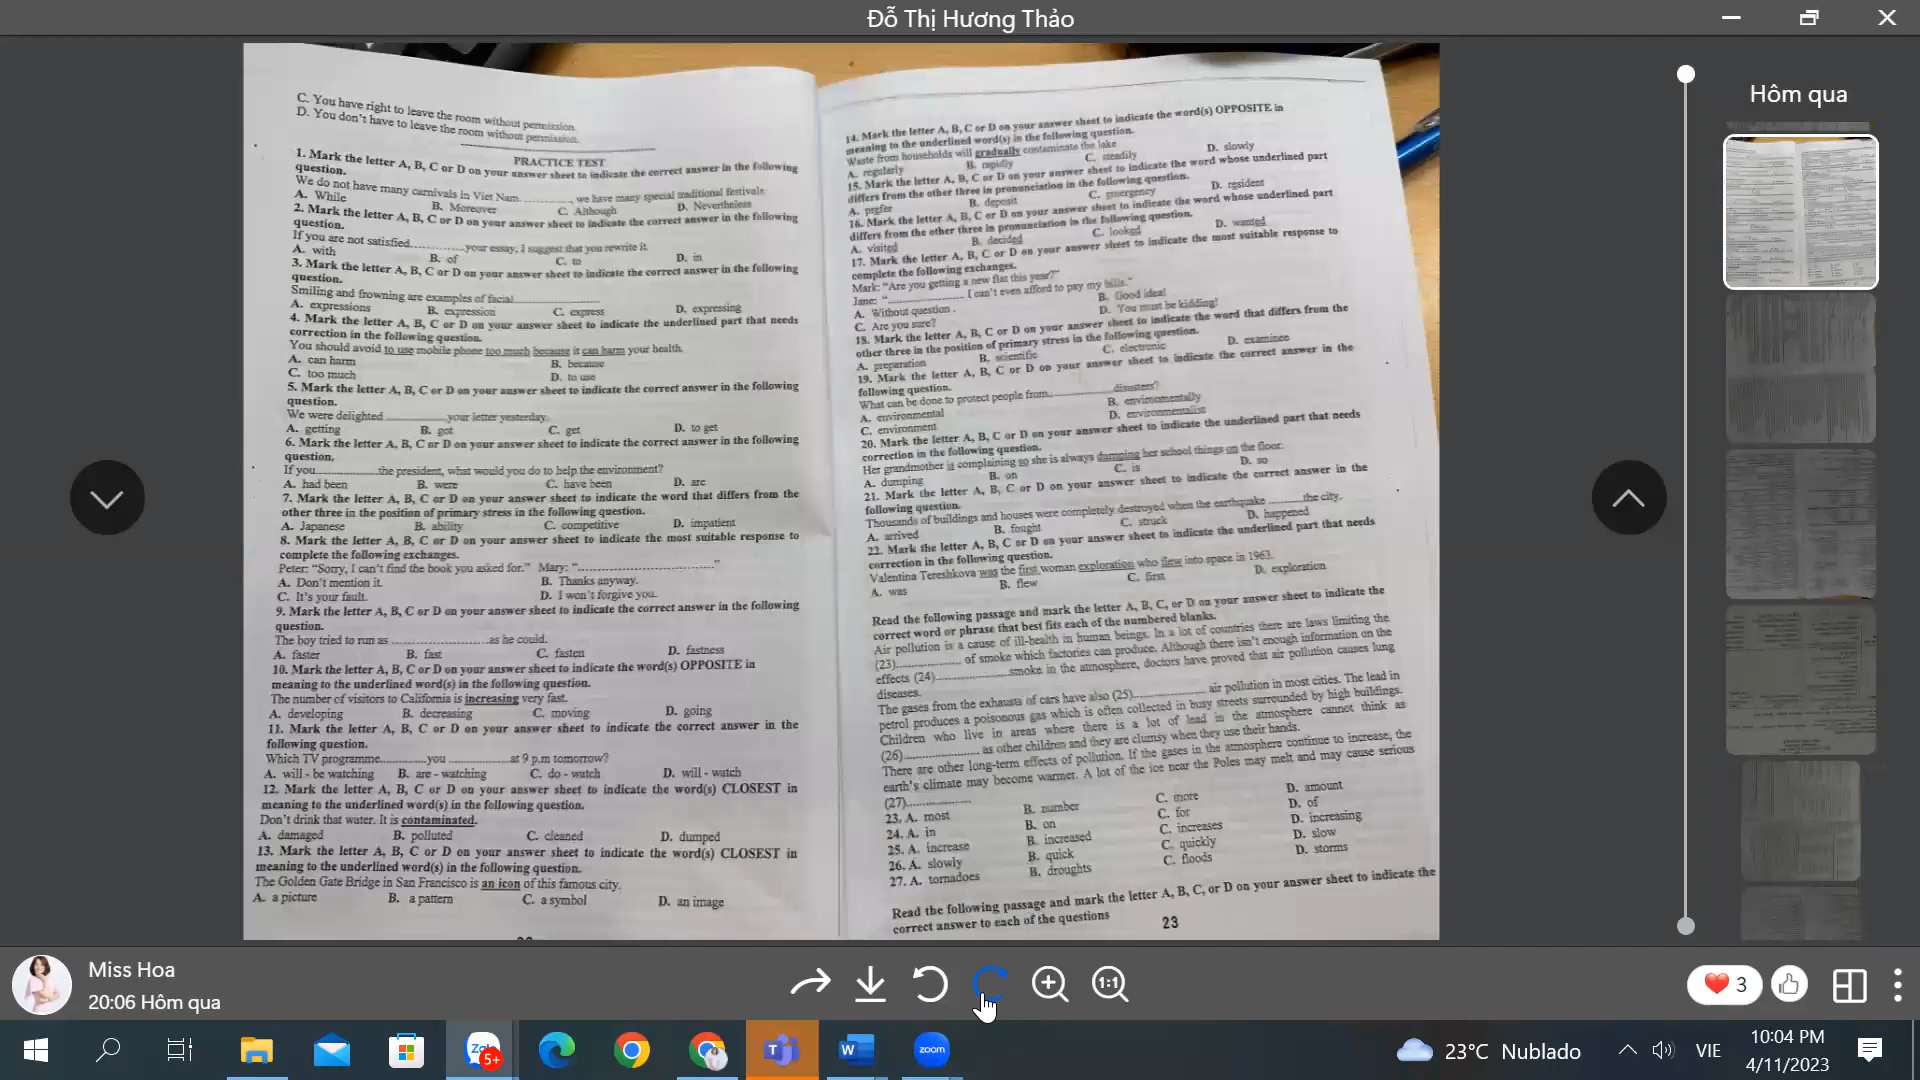 Đỗ Thị Hương Thảo
C. You have right to leave the room without permission.
D. You don't have to leave the room without permission.
PRACTICE TEST
1. Mark the letter A, B, C or D on your answer sheet to indicate the correct answer in the following
question.
We do not have many carnivals in Viet Nam. ............, we have many special traditional festivals.
A. While B. Moreover C. Although D. Nevertheless
2. Mark the letter A, B, C or D on your answer sheet to indicate the correct answer in the following
question.
If you are not satisfied..............your essay, I suggest that you rewrite it.
A. with B. of C. to D. in
3. Mark the letter A, B, C or D on your answer sheet to indicate the correct answer in the following
question.
Smiling and frowning are examples of facial......................
A. expressions B. expression C. express D. expressing
4. Mark the letter A, B, C or D on your answer sheet to indicate the underlined part that needs
correction in the following question.
You should avoid to use mobile phone too much because it can harm your health.
A. can harm B. because
C. too much D. to use
5. Mark the letter A, B, C or D on your answer sheet to indicate the correct answer in the following
question.
We were delighted ...............your letter yesterday.
A. getting B. got C. get D. to get
6. Mark the letter A, B, C or D on your answer sheet to indicate the correct answer in the following
question.
If you................the president, what would you do to help the environment?
A. had been B. were C. have been D. are
7. Mark the letter A, B, C or D on your answer sheet to indicate the word that differs from the
other three in the position of primary stress in the following question.
A. Japanese B. ability C. competitive D. impatient
8. Mark the letter A, B, C or D on your answer sheet to indicate the most suitable response to
complete the following exchanges.
Peter: “Sorry, I can't find the book you asked for.” Mary: “..................................”
A. Don't mention it. B. Thanks anyway.
C. It's your fault. D. I won't forgive you.
9. Mark the letter A, B, C or D on your answer sheet to indicate the correct answer in the following
question.
The boy tried to run as ........................as he could.
A. faster B. fast C. fasten D. fastness
10. Mark the letter A, B, C or D on your answer sheet to indicate the word(s) OPPOSITE in
meaning to the underlined word(s) in the following question.
The number of visitors to California is increasing very fast.
A. developing B. decreasing C. moving D. going
11. Mark the letter A, B, C or D on your answer sheet to indicate the correct answer in the
following question.
Which TV programme............you ................at 9 p.m tomorrow?
A. will - be watching B. are - watching C. do - watch D. will - watch
12. Mark the letter A, B, C or D on your answer sheet to indicate the word(s) CLOSEST in
meaning to the underlined word(s) in the following question.
Don't drink that water. It is contaminated.
A. damaged B. polluted C. cleaned D. dumped
13. Mark the letter A, B, C or D on your answer sheet to indicate the word(s) CLOSEST in
meaning to the underlined word(s) in the following question.
The Golden Gate Bridge in San Francisco is an icon of this famous city.
A. a picture B. a pattern C. a symbol D. an image
14. Mark the letter A, B, C or D on your answer sheet to indicate the word(s) OPPOSITE in
meaning to the underlined word(s) in the following question.
Waste from households will gradually contaminate the lake
A. regularly B. rapidly C. steadily D. slowly
15. Mark the letter A, B, C or D on your answer sheet to indicate the word whose underlined part
differs from the other three in pronunciation in the following question.
A. prefer B. deposit C. emergency D. resident
16. Mark the letter A, B, C or D on your answer sheet to indicate the word whose underlined part
differs from the other three in pronunciation in the following question.
A. visited B. decided C. looked D. wanted
17. Mark the letter A, B, C or D on your answer sheet to indicate the most suitable response to
complete the following exchanges.
Mark: “Are you getting a new flat this year?”
Jane: “.................... I can't even afford to pay my bills.”
A. Without question . B. Good idea!
C. Are you sure? D. You must be kidding!
18. Mark the letter A, B, C or D on your answer sheet to indicate the word that differs from the
other three in the position of primary stress in the following question.
A. preparation B. scientific C. electronic D. examinee
19. Mark the letter A, B, C or D on your answer sheet to indicate the correct answer in the
following question.
What can be done to protect people from................disasters?
A. environmental B. environmentally
C. environment D. environmentalist
20. Mark the letter A, B, C or D on your answer sheet to indicate the underlined part that needs
correction in the following question.
Her grandmother is complaining so she is always dumping her school things on the floor.
A. dumping B. on C. is D. so
21. Mark the letter A, B, C or D on your answer sheet to indicate the correct answer in the
following question.
Thousands of buildings and houses were completely destroyed when the earthquake ........the city.
A. arrived B. fought C. struck D. happened
22. Mark the letter A, B, C or D on your answer sheet to indicate the underlined part that needs
correction in the following question.
Valentina Tereshkova was the first woman exploration who flew into space in 1963.
A. was B. flew C. first D. exploration
Read the following passage and mark the letter A, B, C, or D on your answer sheet to indicate the
correct word or phrase that best fits each of the numbered blanks.
Air pollution is a cause of ill-health in human beings. In a lot of countries there are laws limiting the
(23)................ of smoke which factories can produce. Although there isn't enough information on the
effects (24)..................smoke in the atmosphere, doctors have proved that air pollution causes lung
diseases.
The gases from the exhausts of cars have also (25).................. air pollution in most cities. The lead in
petrol produces a poisonous gas which is often collected in busy streets surrounded by high buildings.
Children who live in areas where there is a lot of lead in the atmosphere cannot think as
(26)................... as other children and they are clumsy when they use their hands.
There are other long-term effects of pollution. If the gases in the atmosphere continue to increase, the
earth's climate may become warmer. A lot of the ice near the Poles may melt and may cause serious
(27)................
23. A. most B. number C. more D. amount
24. A. in B. on C. for D. of
25. A. increase B. increased C. increases D. increasing
26. A. slowly B. quick C. quickly D. slow
27. A. tornadoes B. droughts C. floods D. storms
Read the following passage and mark the letter A, B, C, or D on your answer sheet to indicate the
correct answer to each of the questions
23
Hôm qua
Miss Hoa
20:06 Hôm qua
1:1
3
Zalo
5+
T
W
zoom
23°C Nublado
VIE
10:04 PM
4/11/2023